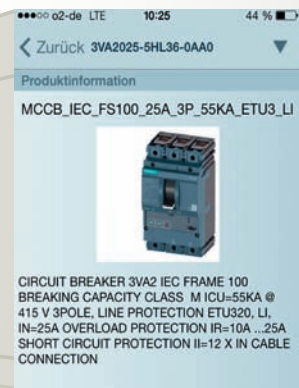 o2-de LTE 10:25 44 %
Zurück 3VA2025-5HL36-0AA0
Produktinformation
MCCB_IEC_FS100_25A_3P_55KA_ETU3_LI
CIRCUIT BREAKER 3VA2 IEC FRAME 100
BREAKING CAPACITY CLASS M ICU=55KA @
415 V 3POLE, LINE PROTECTION ETU320, LI,
IN=25A OVERLOAD PROTECTION IR=10A ...25A
SHORT CIRCUIT PROTECTION II=12 X IN CABLE
CONNECTION